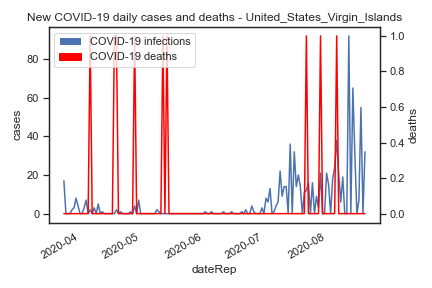 New COVID-19 daily cases and deaths - United_States_Virgin_Islands
COVID-19 infections
COVID-19 deaths
80
60
40
20
0
cases
1.0
0.8
0.6
0.4
0.2
0.0
deaths
2020-04
2020-05
2020-06
2020-07
2020-08
dateRep